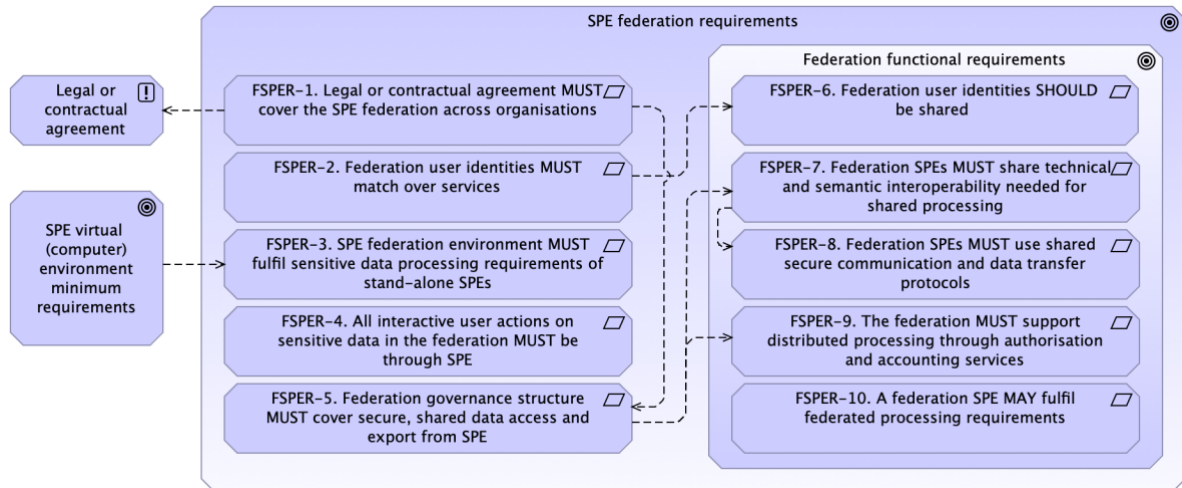 SPE federation requirements
Legal or
contractual
agreement
SPE virtual
(computer)
environment
minimum
requirements
FSPER-1. Legal or contractual agreement MUST
cover the SPE federation across organisations
FSPER-2. Federation user identities MUST
match over services
FSPER-3. SPE federation environment MUST
fulfil sensitive data processing requirements of
stand-alone SPEs
FSPER-4. All interactive user actions on
sensitive data in the federation MUST be
through SPE
FSPER-5. Federation governance structure
MUST cover secure, shared data access and
export from SPE
Federation functional requirements
FSPER-6. Federation user identities SHOULD
be shared
FSPER-7. Federation SPEs MUST share technical
and semantic interoperability needed for
shared processing
FSPER-8. Federation SPEs MUST use shared
secure communication and data transfer
protocols
FSPER-9. The federation MUST support
distributed processing through authorisation
and accounting services
FSPER-10. A federation SPE MAY fulfil
federated processing requirements